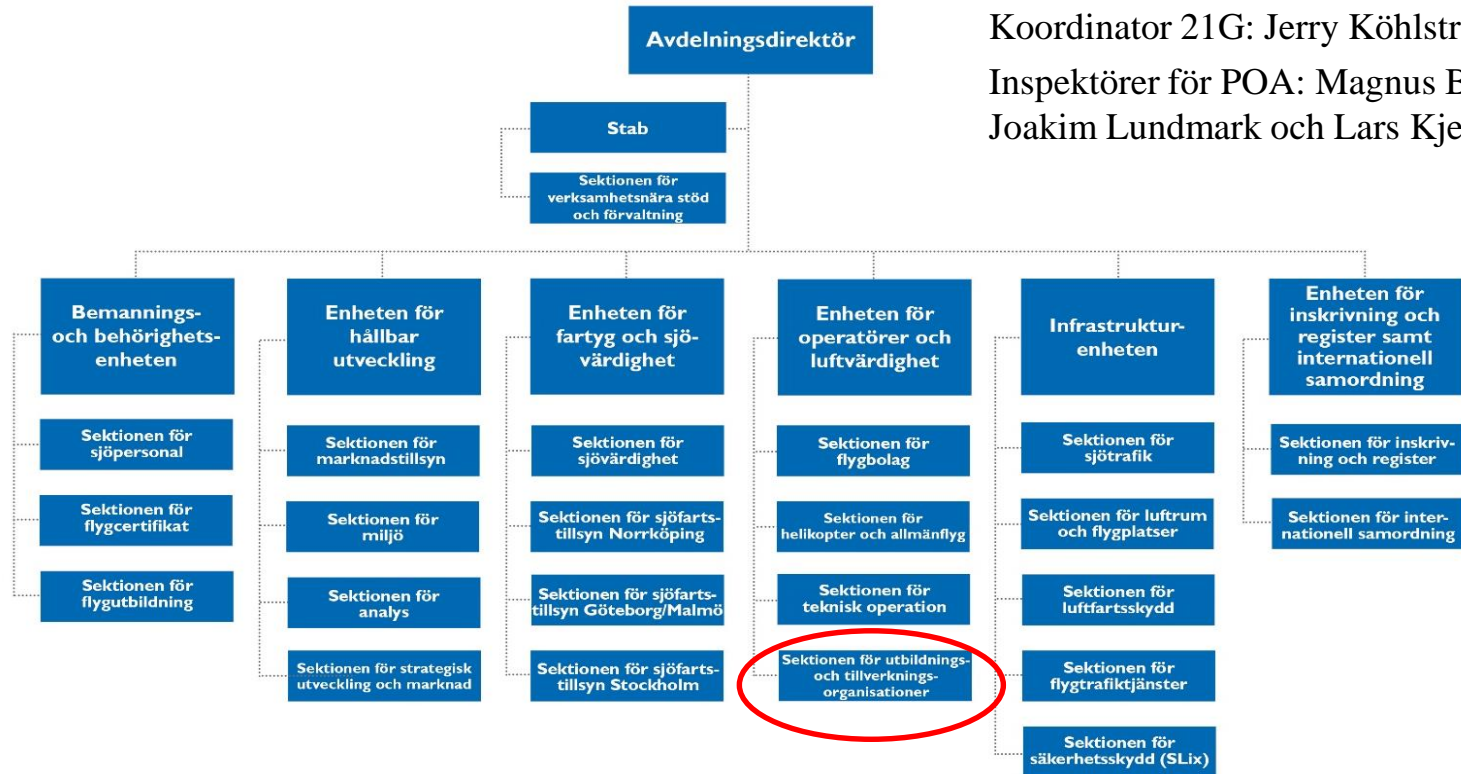 Avdelningsdirektör
Koordinator 21G: Jerry
Inspektörer för POA: Magnus
Joakim Lundmark och Lars
Stab
Sektionen för
verksamhetsnära stöd
och förvaltning
Bemannings-
och behörighets-
enheten
Sektionen för
sjöpersonal
Sektionen för
flygcertifikat
Sektionen för
flygutbildning
Enheten för
hållbar
utveckling
Sektionen för
marknadstillsyn
Sektionen för
miljö
Sektionen för
analys
Sektionen för strategisk
utveckling och marknad
Enheten för
fartyg och sjö-
värdighet
Sektionen för
sjövärdighet
Sektionen för sjöfarts-
tillsyn Norrköping
Sektionen för sjöfarts-
tillsyn Göteborg/Malmö
Sektionen för sjöfarts-
tillsyn Stockholm
Enheten för
operatörer och
luftvärdighet
Sektionen för
flygbolag
Sektionen för
helikopter och allmänflyg
Sektionen för
teknisk operation
Sektionen för utbildnings-
och tillverknings-
organisationer
Infrastruktur-
enheten
Sektionen för
sjötrafik
Sektionen för luftrum
och flygplatser
Sektionen för
luftfartsskydd
Sektionen för
flygtrafiktjänster
Sektionen för
säkerhetsskydd (SLix)
Enheten för
inskrivning och
register samt
internationell
samordning
Sektionen för inskriv-
ning och register
Sektionen för inter-
nationell samordning